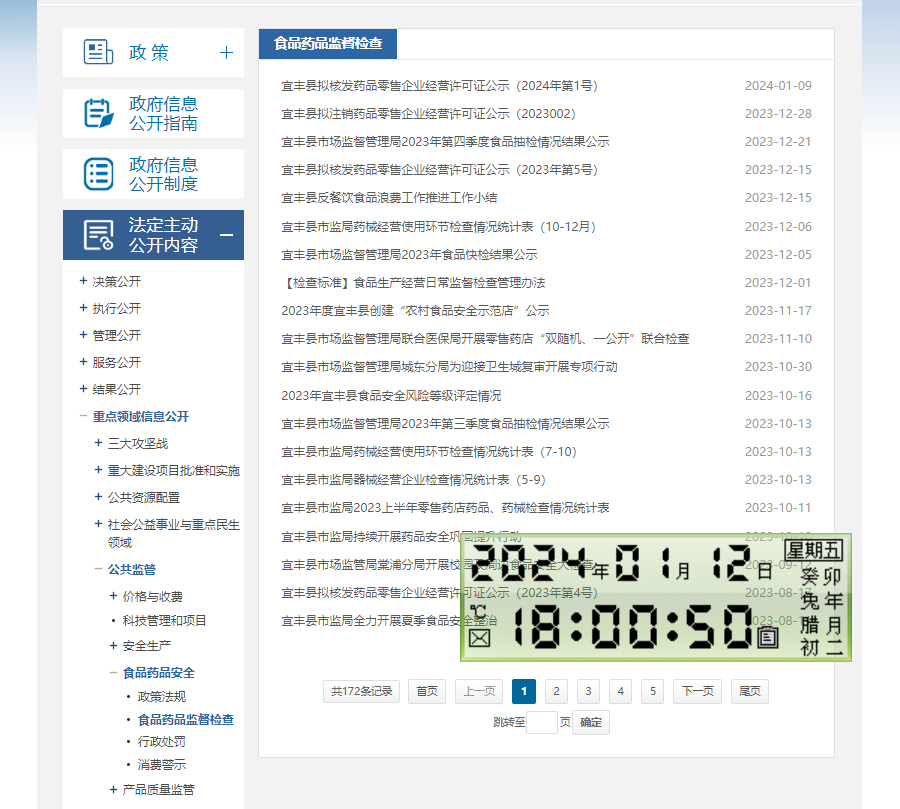 政 策 +
政府信息
公开指南
政府信息
公开制度
法定主动
公开内容
+ 决策公开
+ 执行公开
+ 管理公开
+ 服务公开
+ 结果公开
重点领域信息公开
+ 三大攻坚战
+ 重大建设项目批准和实施
+ 公共资源配置
+ 社会公益事业与重点民生
领域
公共监管
+ 价格与收费
• 科技管理和项目
+ 安全生产
食品药品安全
• 政策法规
• 食品药品监督检查
• 行政处罚
• 消费警示
+ 产品质量监管
食品药品监督检查
宜丰县拟核发药品零售企业经营许可证公示（2024年第1号） 2024-01-09
宜丰县拟注销药品零售企业经营许可证公示（2023002） 2023-12-28
宜丰县市场监督管理局2023年第四季度食品抽检情况结果公示 2023-12-21
宜丰县拟核发药品零售企业经营许可证公示（2023年第5号） 2023-12-15
宜丰县反餐饮食品浪费工作推进工作小结 2023-12-15
宜丰县市监局药械经营使用环节检查情况统计表（10-12月） 2023-12-06
宜丰县市场监督管理局2023年食品快检结果公示 2023-12-05
【检查标准】食品生产经营日常监督检查管理办法 2023-12-01
2023年度宜丰县创建“农村食品安全示范店”公示 2023-11-17
宜丰县市场监督管理局联合医保局开展零售药店“双随机、一公开”联合检查 2023-11-10
宜丰县市场监督管理局城东分局为迎接卫生城复审开展专项行动 2023-10-30
2023年宜丰县食品安全风险等级评定情况 2023-10-16
宜丰县市场监督管理局2023年第三季度食品抽检情况结果公示 2023-10-13
宜丰县市监局药械经营使用环节检查情况统计表（7-10） 2023-10-13
宜丰县市监局器械经营企业检查情况统计表（5-9） 2023-10-13
宜丰县市监局2023上半年零售药店药品、药械检查情况统计表 2023-10-11
宜丰县市监局持续开展药品安全巩固提升行动
宜丰县市场监管局棠浦分局开展校园及周边食品安全大检查 2023-09-12
宜丰县拟核发药品零售企业经营许可证公示（2023年第4号） 2023-08-1
宜丰县市监局全力开展夏季食品安全整治 2023-08-
2024年01月12日
星期五
癸卯
兔年
腊月
初二
℃
18:00:50
共172条记录 首页 上一页 1 2 3 4 5 下一页 尾页
跳转至 页 确定